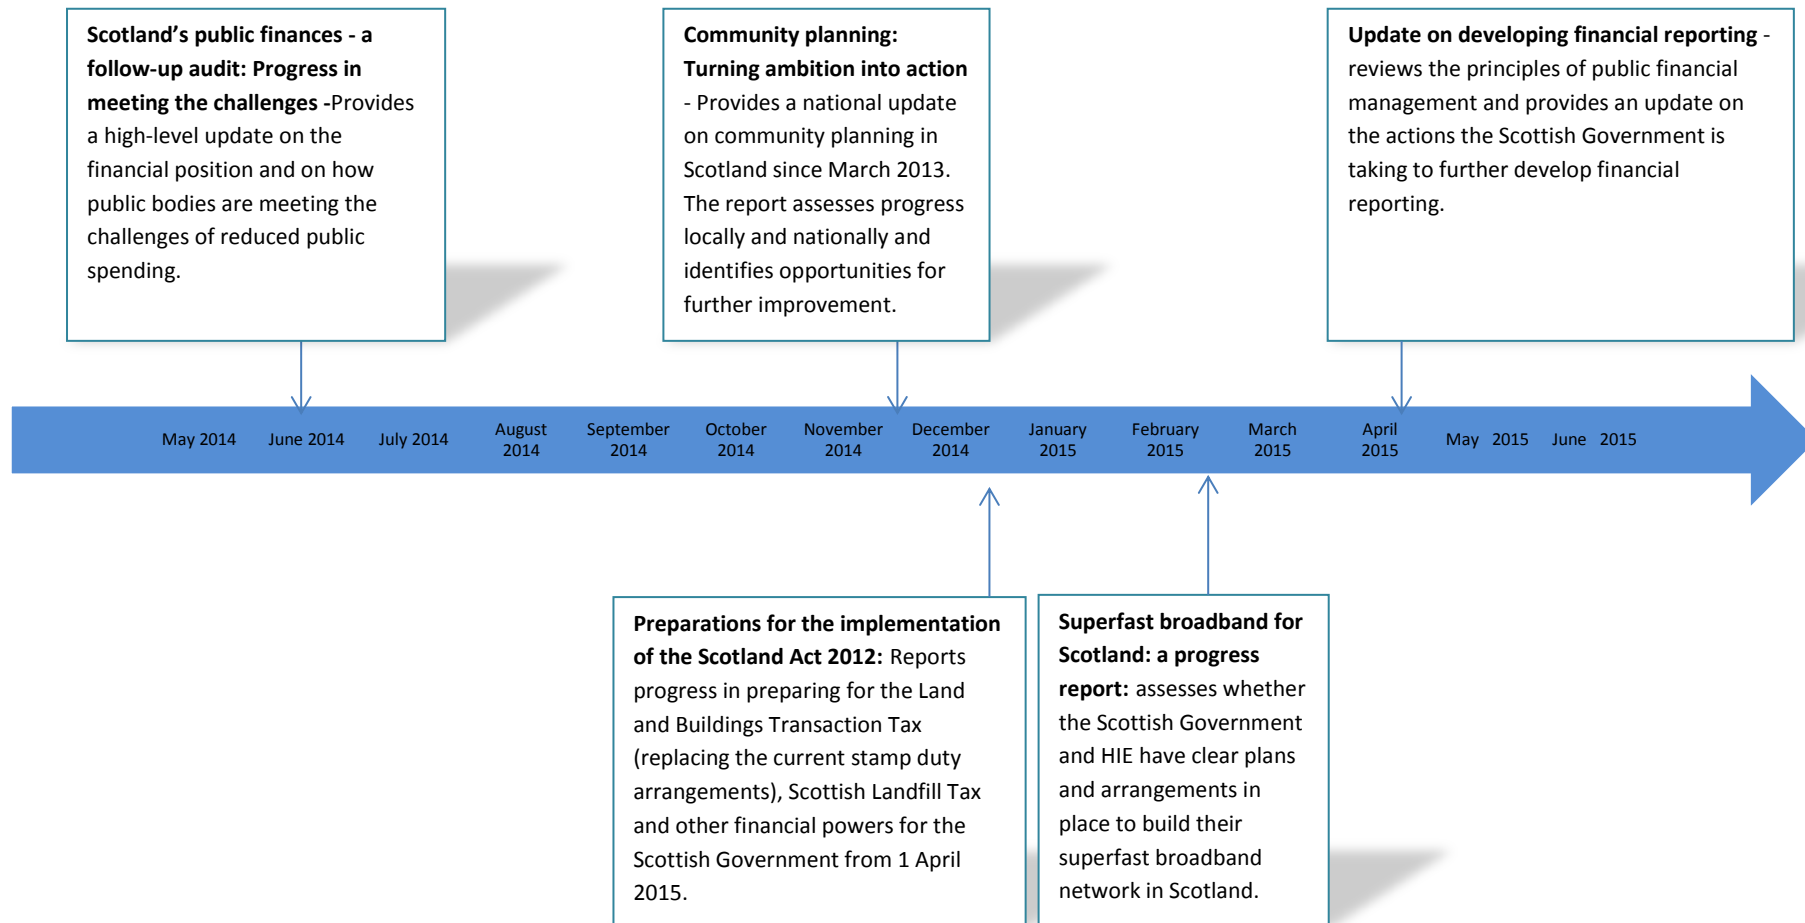 Scotland's public finances - a
follow-up audit: Progress in
meeting the challenges -Provides
a high-level update on the
financial position and on how
public bodies are meeting the
challenges of reduced public
spending.
Community planning:
Turning ambition into action
- Provides a national update
on community planning in
Scotland since March 2013.
The report assesses progress
locally and nationally and
identifies opportunities for
further improvement.
Update on developing financial reporting -
reviews the principles of public financial
management and provides an update on
the actions the Scottish Government is
taking to further develop financial
reporting.
May 2014
June 2014
July 2014
August
2014
September
2014
October
2014
November
2014
December
2014
January
2015
February
2015
March
2015
April
2015
May 2015
June 2015
Preparations for the implementation
of the Scotland Act 2012: Reports
progress in preparing for the Land
and Buildings Transaction Tax
(replacing the current stamp duty
arrangements), Scottish Landfill Tax
and other financial powers for the
Scottish Government from 1 April
2015.
Superfast broadband for
Scotland: a progress
report: assesses whether
the Scottish Government
and HIE have clear plans
and arrangements in
place to build their
superfast broadband
network in Scotland.